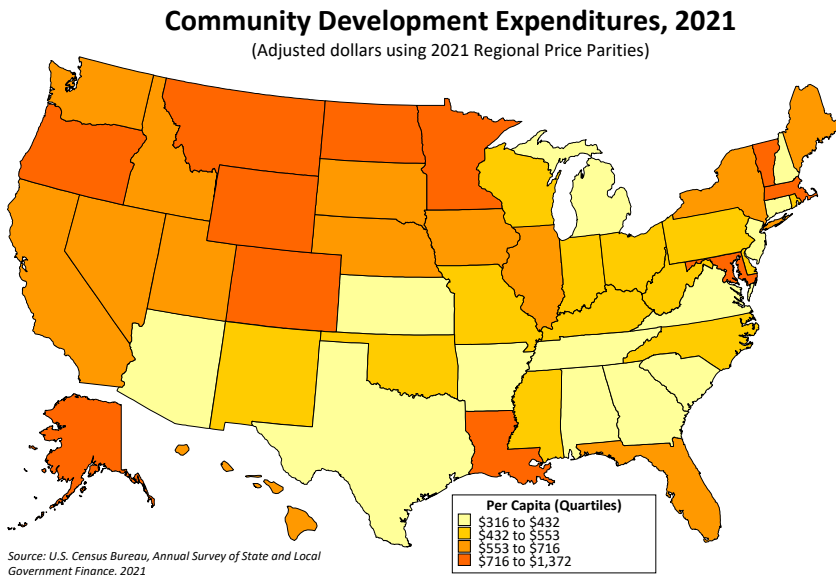 Community Development Expenditures, 2021
(Adjusted dollars using 2021 Regional Price Parities)
Per Capita (Quartiles)
$316 to $432
$432 to $553
$553 to $716
$716 to $1,372
Source: U.S. Census Bureau, Annual Survey of State and Local
Government Finance, 2021